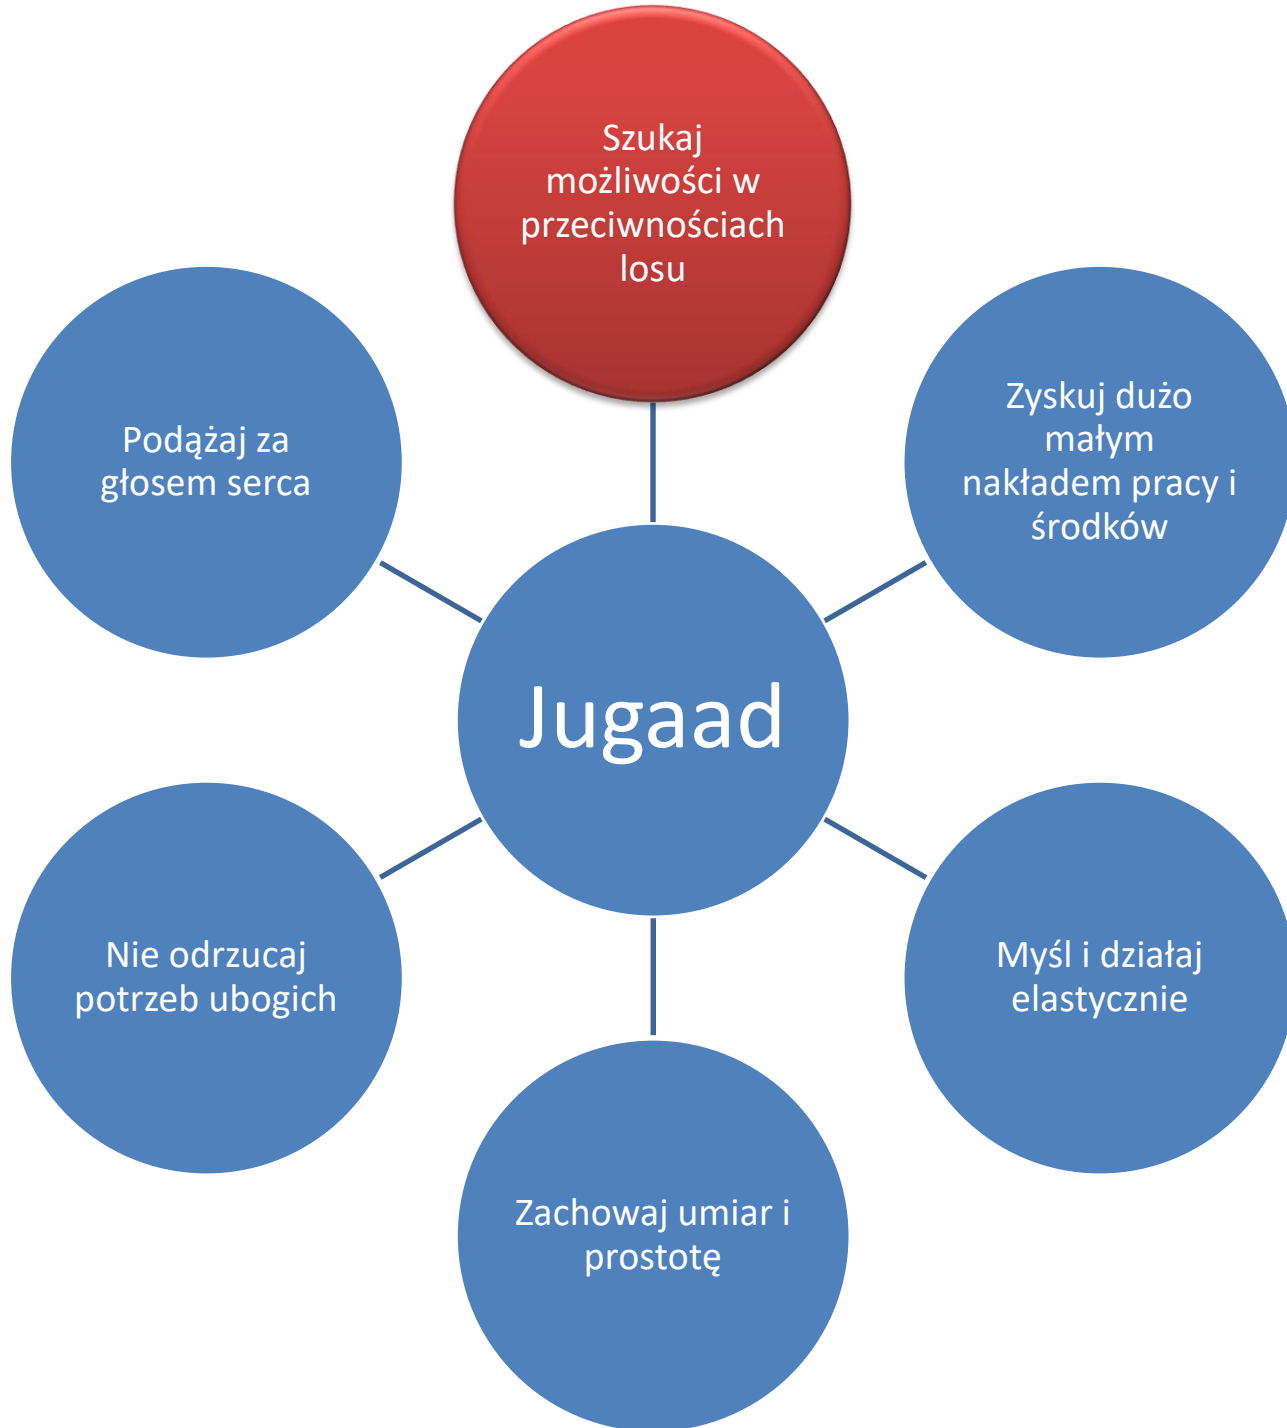 Szukaj
możliwości w
przeciwnościach
losu
Zyskuj dużo
małym
nakładem pracy i
środków
Myśl i działaj
elastycznie
Zachowaj umiar i
prostotę
Nie odrzucaj
potrzeb ubogich
Podążaj za
głosem serca
Jugaad